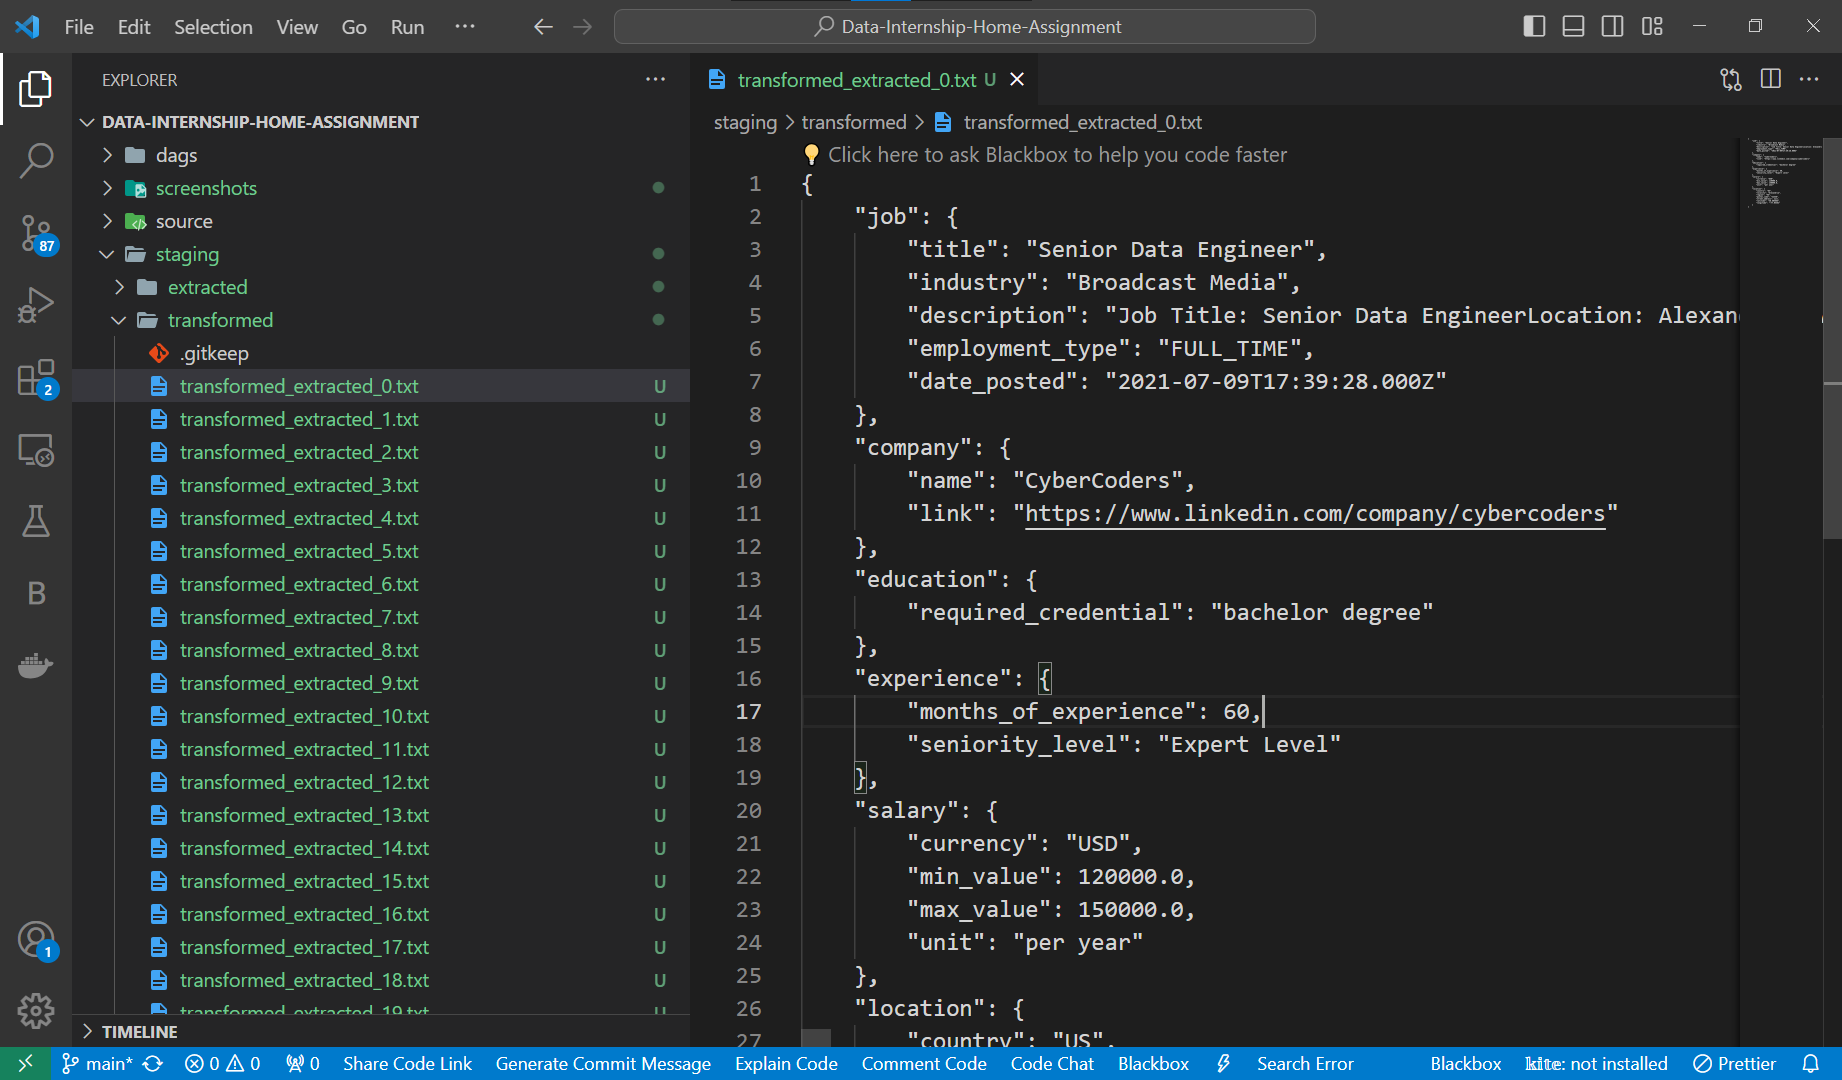 File Edit Selection View Go Run ··· Data-Internship-Home-Assignment
EXPLORER
DATA-INTERNSHIP-HOME-ASSIGNMENT
dags
screenshots
source
staging
extracted
transformed
.gitkeep
transformed_extracted_0.txt U
transformed_extracted_1.txt U
transformed_extracted_2.txt U
transformed_extracted_3.txt U
transformed_extracted_4.txt U
transformed_extracted_5.txt U
transformed_extracted_6.txt U
transformed_extracted_7.txt U
transformed_extracted_8.txt U
transformed_extracted_9.txt U
transformed_extracted_10.txt U
transformed_extracted_11.txt U
transformed_extracted_12.txt U
transformed_extracted_13.txt U
transformed_extracted_14.txt U
transformed_extracted_15.txt U
transformed_extracted_16.txt U
transformed_extracted_17.txt U
transformed_extracted_18.txt U
transformed_extracted_19.txt U
TIMELINE
87
2
B
1
transformed_extracted_0.txt U
staging > transformed > transformed_extracted_0.txt
Click here to ask Blackbox to help you code faster
1 {
2 "job": {
3 "title": "Senior Data Engineer",
4 "industry": "Broadcast Media",
5 "description": "Job Title: Senior Data EngineerLocation: Alexan
6 "employment_type": "FULL_TIME",
7 "date_posted": "2021-07-09T17:39:28.000Z"
8 },
9 "company": {
10 "name": "CyberCoders",
11 "link": "https://www.linkedin.com/company/cybercoders"
12 },
13 "education": {
14 "required_credential": "bachelor degree"
15 },
16 "experience": {
17 "months_of_experience": 60,
18 "seniority_level": "Expert Level"
19 },
20 "salary": {
21 "currency": "USD",
22 "min_value": 120000.0,
23 "max_value": 150000.0,
24 "unit": "per year"
25 },
26 "location": {
27 "country": "US",
main* 0 0 0 Share Code Link Generate Commit Message Explain Code Comment Code Code Chat Blackbox Search Error Blackbox kite: not installed Prettier